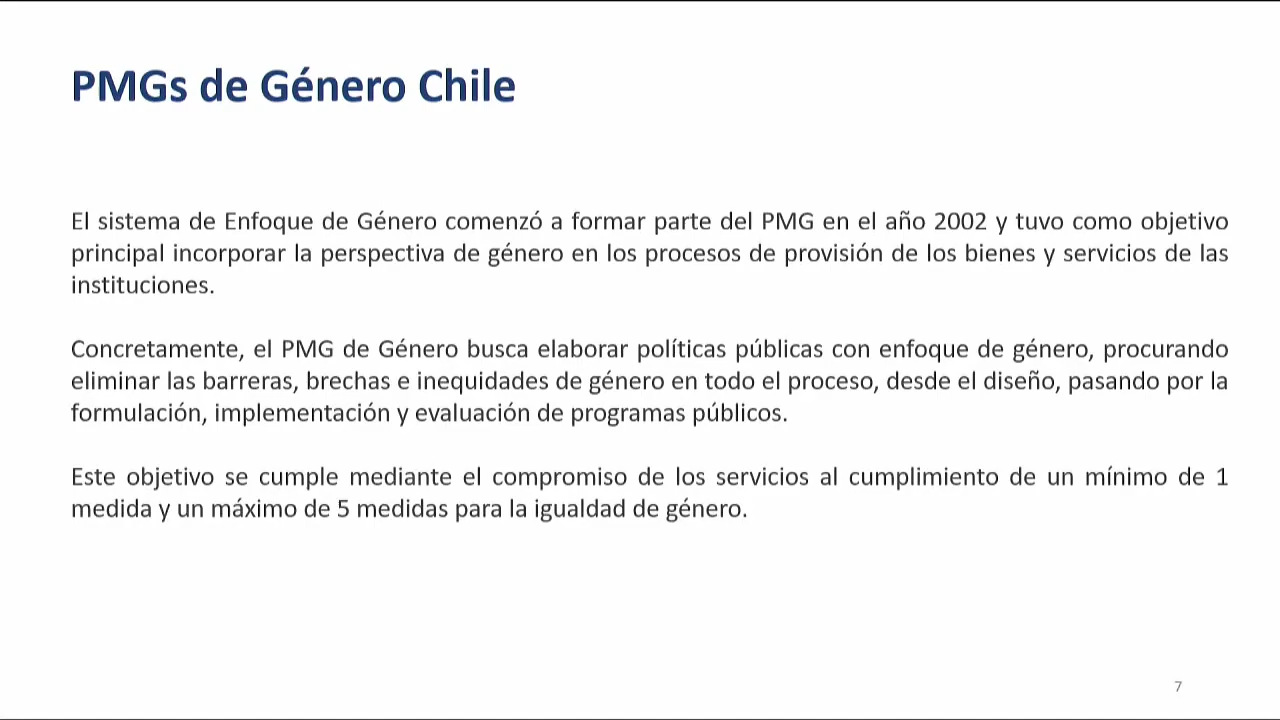 PMGs de Género Chile
El sistema de Enfoque de Género comenzó a formar parte del PMG en el año 2002 y tuvo como objetivo
principal incorporar la perspectiva de género en los procesos de provisión de los bienes y servicios de las
instituciones.
Concretamente, el PMG de Género busca elaborar políticas públicas con enfoque de género, procurando
eliminar las barreras, brechas e inequidades de género en todo el proceso, desde el diseño, pasando por la
formulación, implementación y evaluación de programas públicos.
Este objetivo se cumple mediante el compromiso de los servicios al cumplimiento de un mínimo de 1
medida y un máximo de 5 medidas para la igualdad de género.
7